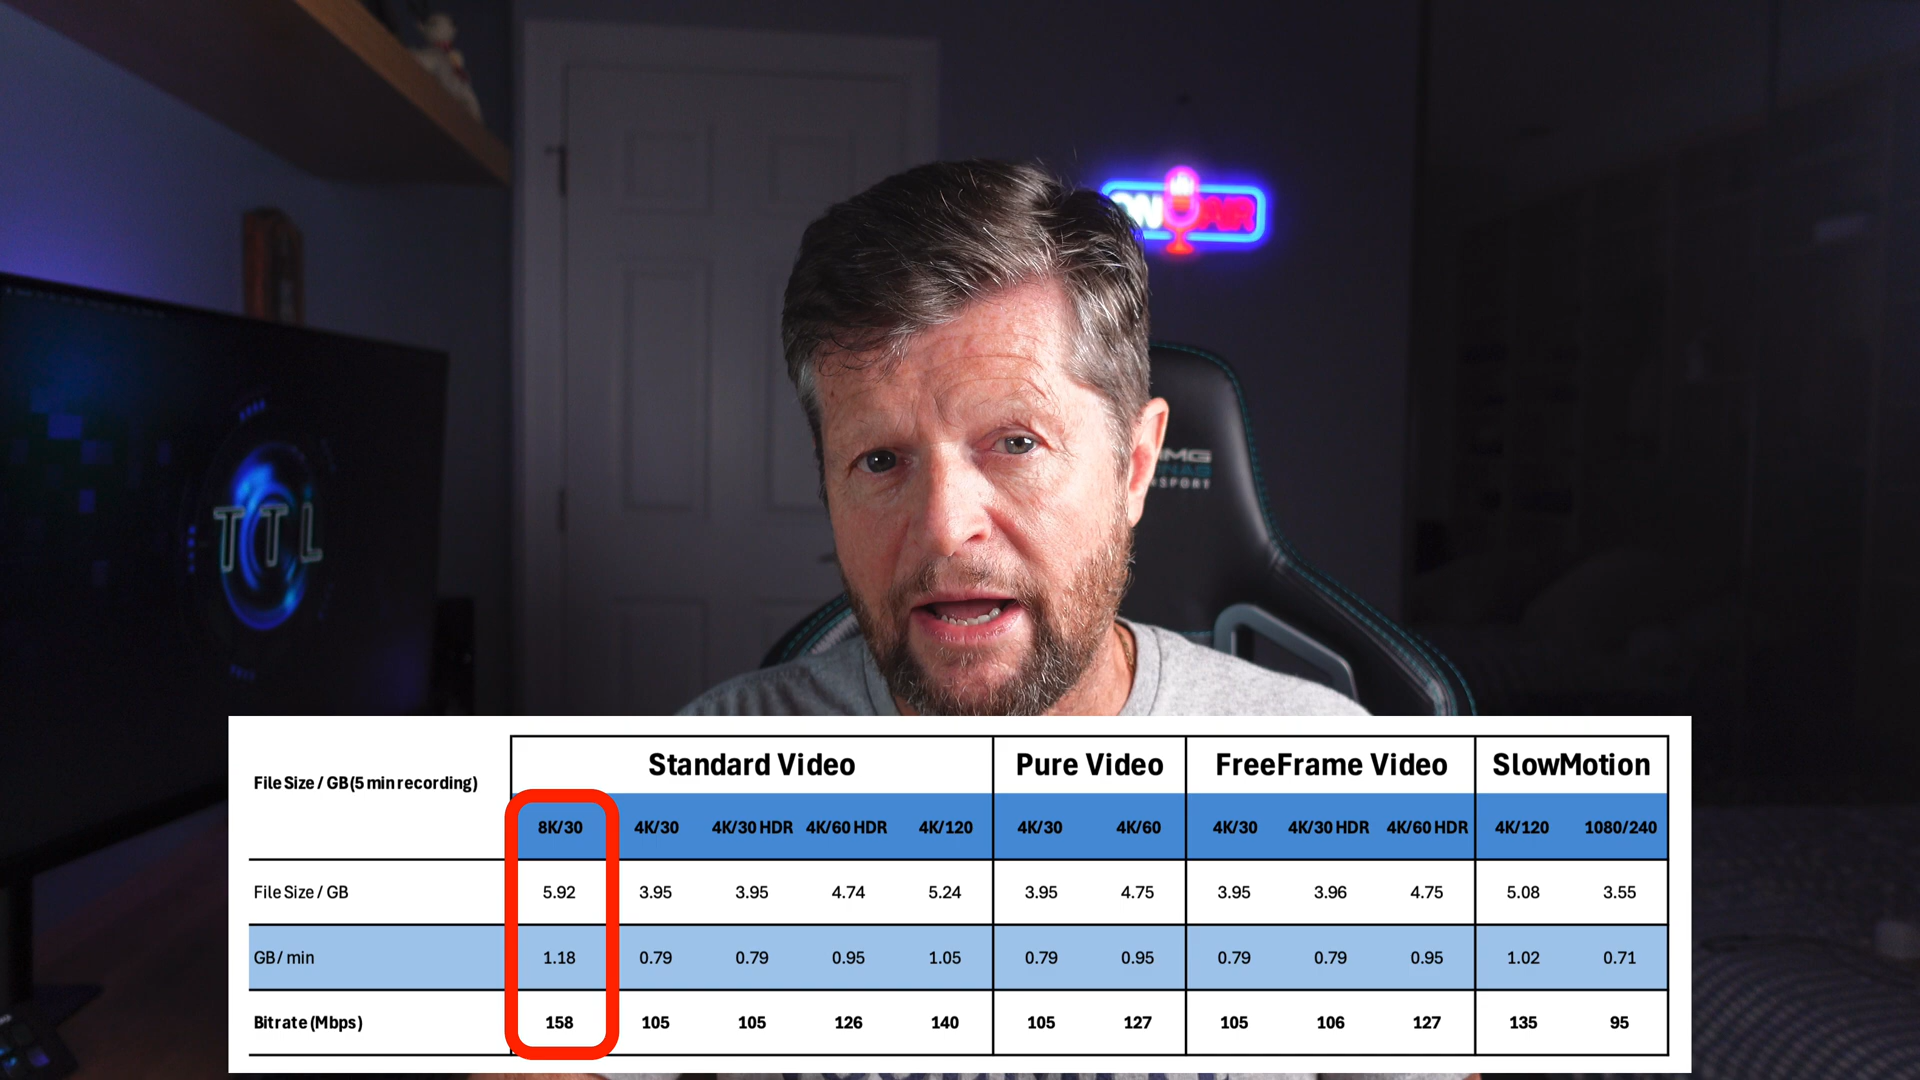 ON AIR
TTL
File Size / GB (5 min recording) Standard Video Pure Video FreeFrame Video SlowMotion
8K/30 4K/30 4K/30 HDR 4K/60 HDR 4K/120 4K/30 4K/60 4K/30 4K/30 HDR 4K/60 HDR 4K/120 1080/240
File Size / GB 5.92 3.95 3.95 4.74 5.24 3.95 4.75 3.95 3.96 4.75 5.08 3.55
GB / min 1.18 0.79 0.79 0.95 1.05 0.79 0.95 0.79 0.79 0.95 1.02 0.71
Bitrate (Mbps) 158 105 105 126 140 105 127 105 106 127 135 95